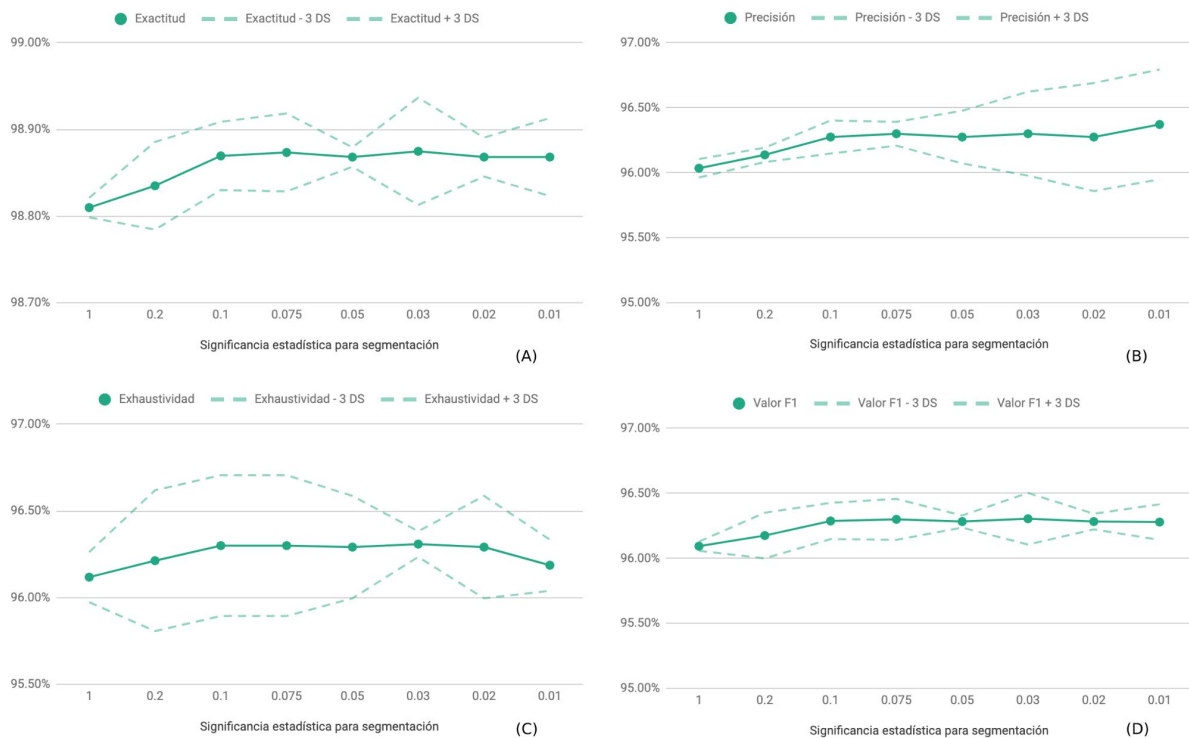 Exactitud Exactitud - 3 DS Exactitud + 3 DS
99.00%
98.90%
98.80%
98.70%
1 0.2 0.1 0.075 0.05 0.03 0.02 0.01
Significancia estadística para segmentación
(A)
Precisión Precisión - 3 DS Precisión + 3 DS
97.00%
96.50%
96.00%
95.50%
95.00%
1 0.2 0.1 0.075 0.05 0.03 0.02 0.01
Significancia estadística para segmentación
(B)
Exhaustividad Exhaustividad - 3 DS Exhaustividad + 3 DS
97.00%
96.50%
96.00%
95.50%
1 0.2 0.1 0.075 0.05 0.03 0.02 0.01
Significancia estadística para segmentación
(C)
Valor F1 Valor F1 - 3 DS Valor F1 + 3 DS
97.00%
96.50%
96.00%
95.50%
95.00%
1 0.2 0.1 0.075 0.05 0.03 0.02 0.01
Significancia estadística para segmentación
(D)